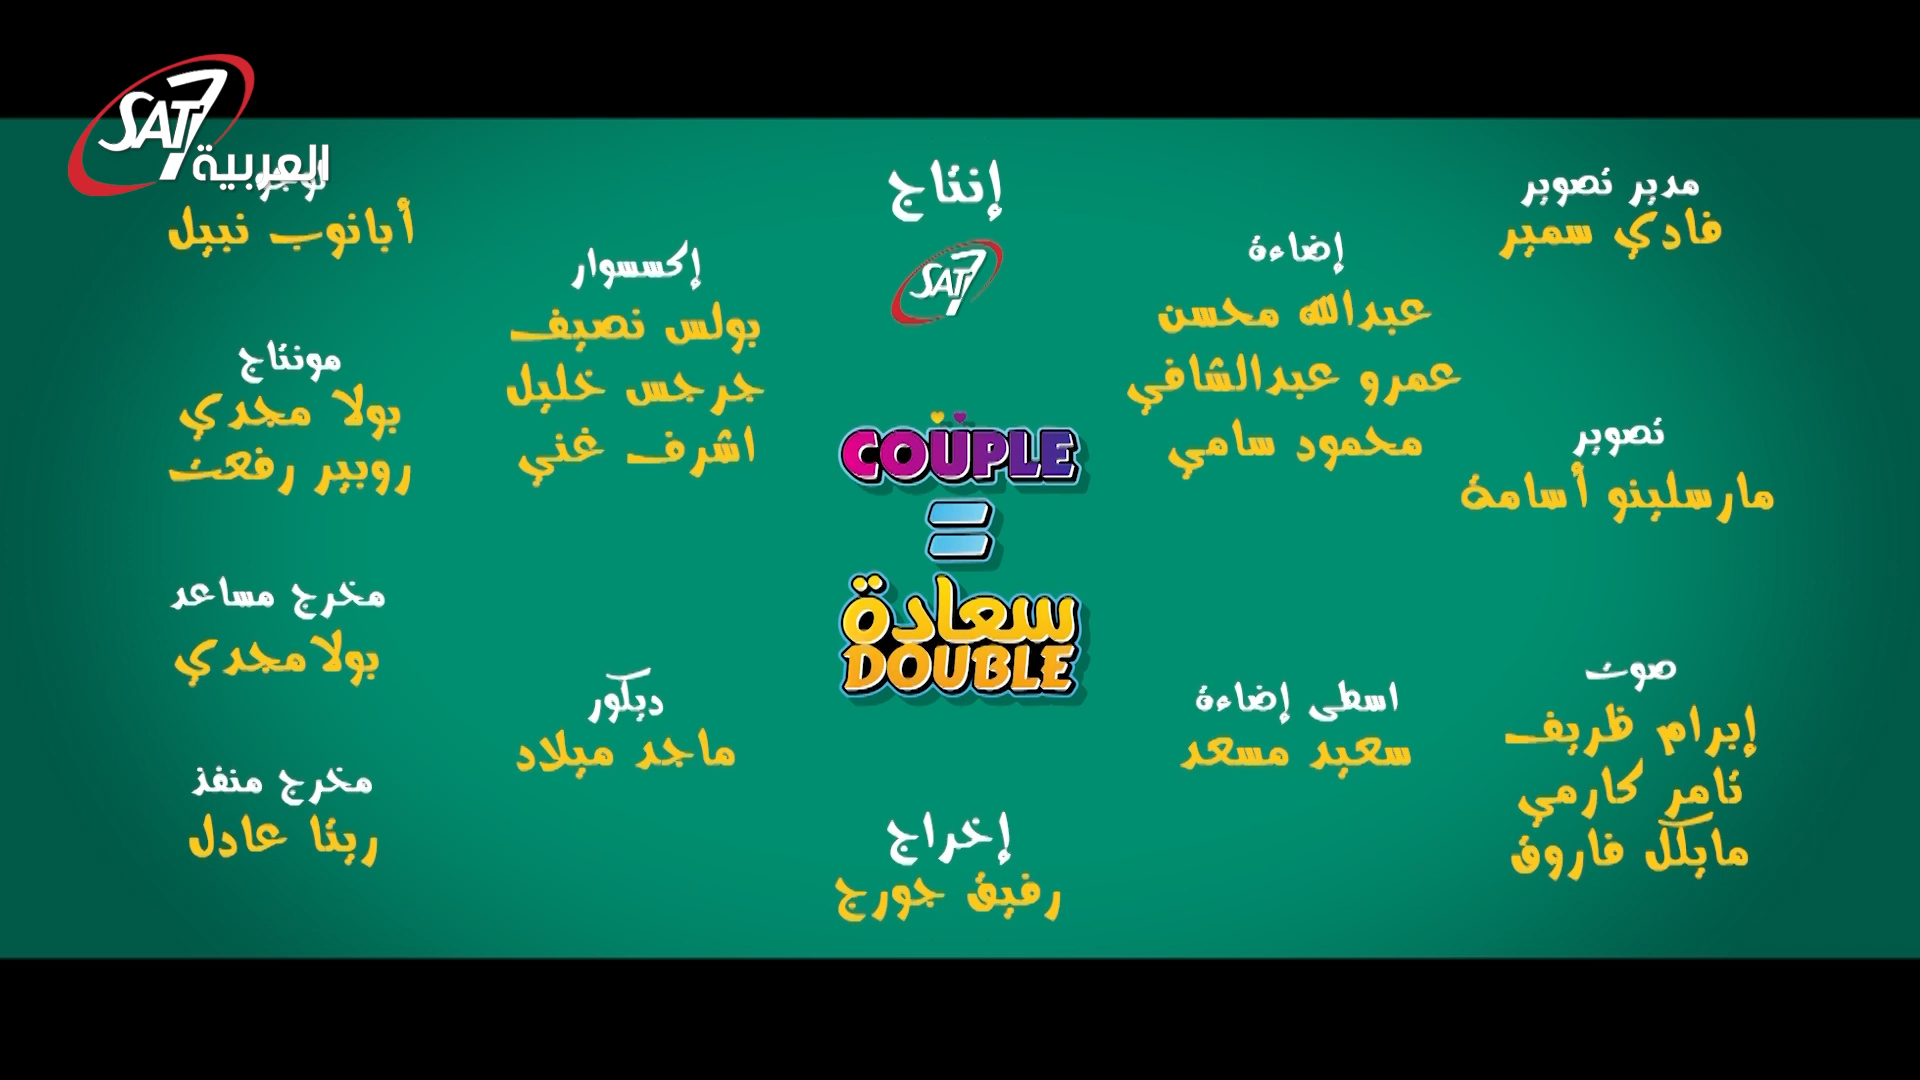 SAT7
العربية
مدير تصوير
فادي سمير
تصوير
مارسلينو أسامة
صوت
إبرام ظريف
تامر كارمي
مايكل فاروق
إضاءة
عبدالله محسن
عمرو عبدالشافي
محمود سامي
اسطى إضاءة
سعيد مسعد
إنتاج
SAT7
COUPLE
=
سعادة
DOUBLE
إخراج
رفيق جورج
إكسسوار
بولس نصيف
جرجس خليل
اشرف غني
ديكور
ماجد ميلاد
أبانوب نبيل
مونتاج
بولا مجدي
روبير رفعت
مخرج مساعد
بولا مجدي
مخرج منفذ
ريتا عادل